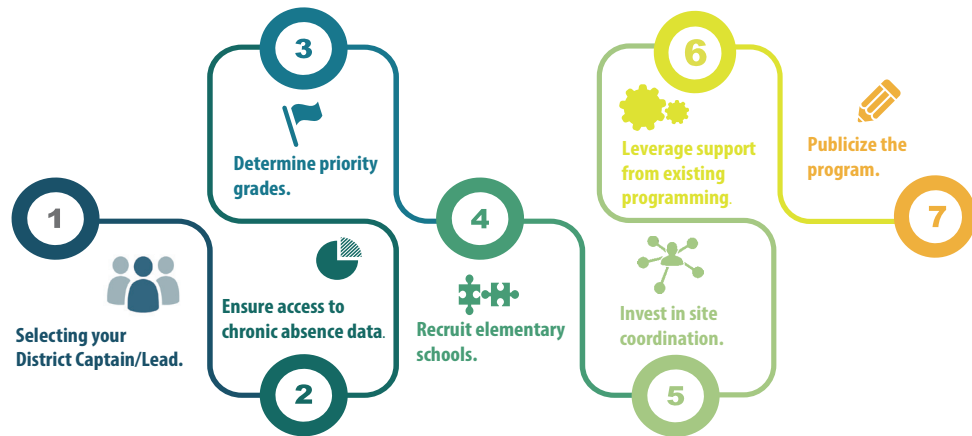 1
Selecting your
District Captain/Lead.
2
Ensure access to
chronic absence data.
3
Determine priority
grades.
4
Recruit elementary
schools.
5
Invest in site
coordination.
6
Leverage support
from existing
programming.
7
Publicize the
program.